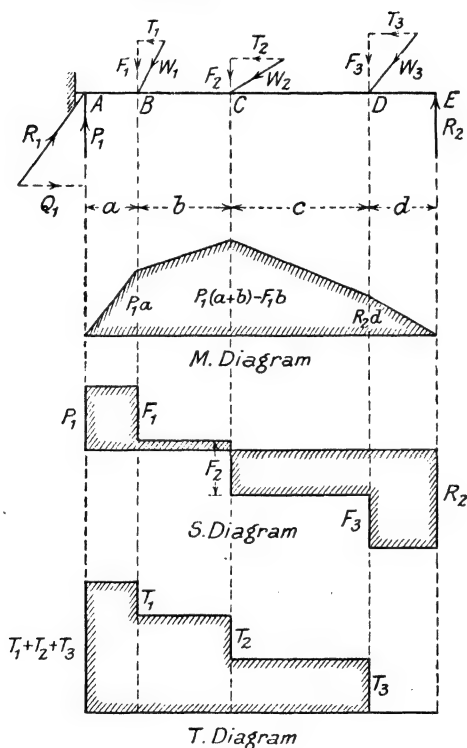 T₁ T₂ T₃
F₁ W₁ F₂ W₂ F₃ W₃
A B C D E
R₁ P₁ R₂
Q₁ a b c d
P₁a P₁(a+b)-F₁b R₂d
M. Diagram
P₁ F₁
F₂ R₂
S. Diagram F₃
T₁
T₁+T₂+T₃ T₂
T₃
T. Diagram